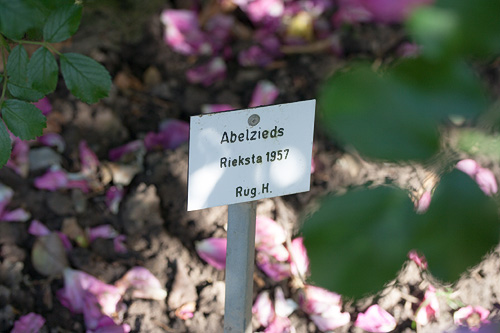 Abelzieds
Rieksta 1957
Rug.H.